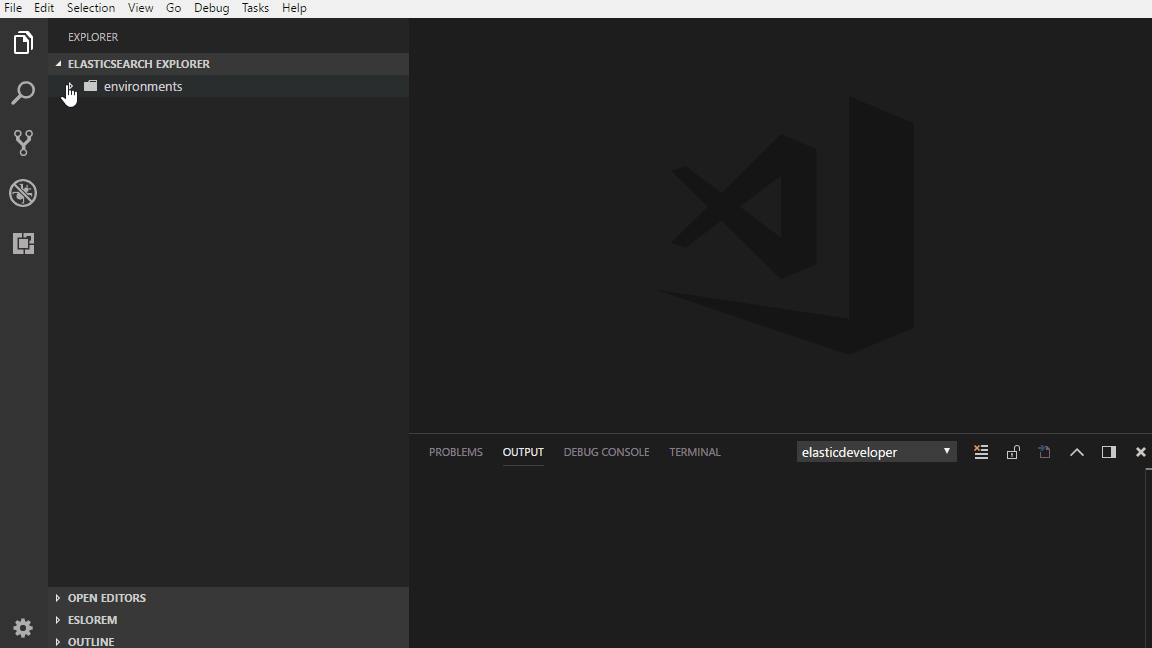 File Edit Selection View Go Debug Tasks Help
EXPLORER
ELASTICSEARCH EXPLORER
environments
PROBLEMS OUTPUT DEBUG CONSOLE TERMINAL elasticdeveloper
OPEN EDITORS
ESLOREM
OUTLINE